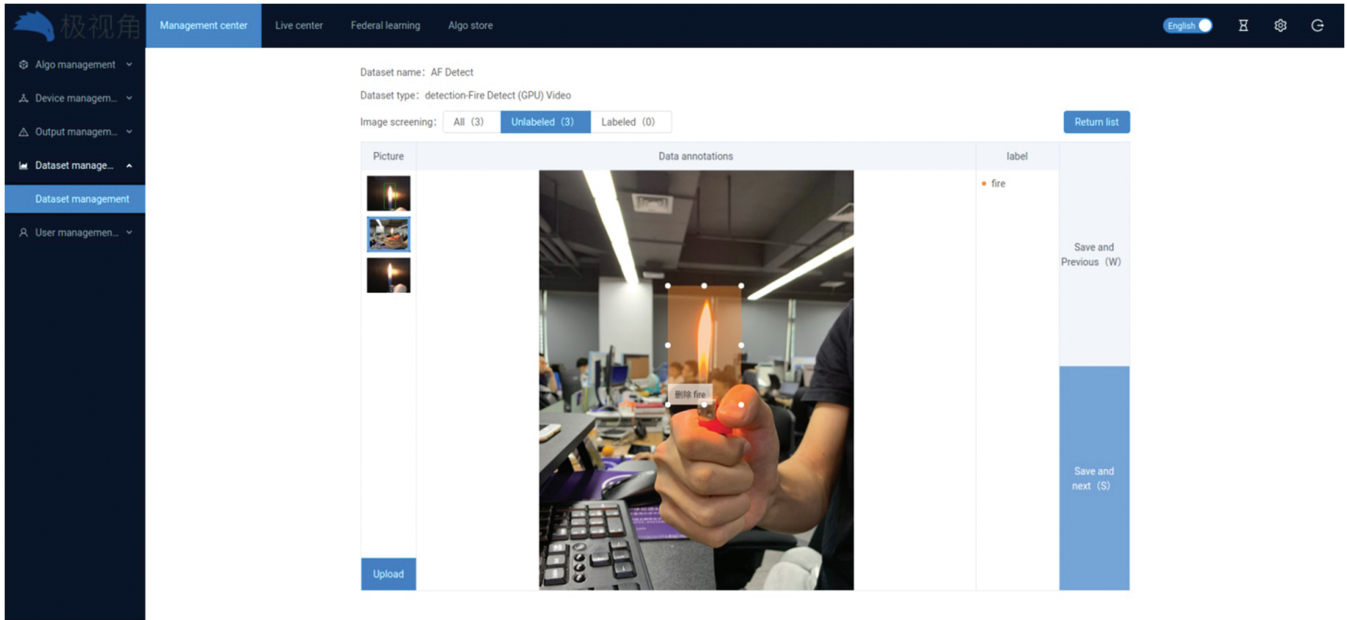 极视角
Management center
Live center
Federal learning
Algo store
English
Algo management
Device managem...
Output managem...
Dataset manage...
Dataset management
User managemen...
Dataset name： AF Detect
Dataset type： detection-Fire Detect (GPU) Video
Image screening： All（3） Unlabeled（3） Labeled（0）
Return list
Picture
Data annotations
label
fire
删除 fire
Save and
Previous（W）
Save and
next（S）
Upload